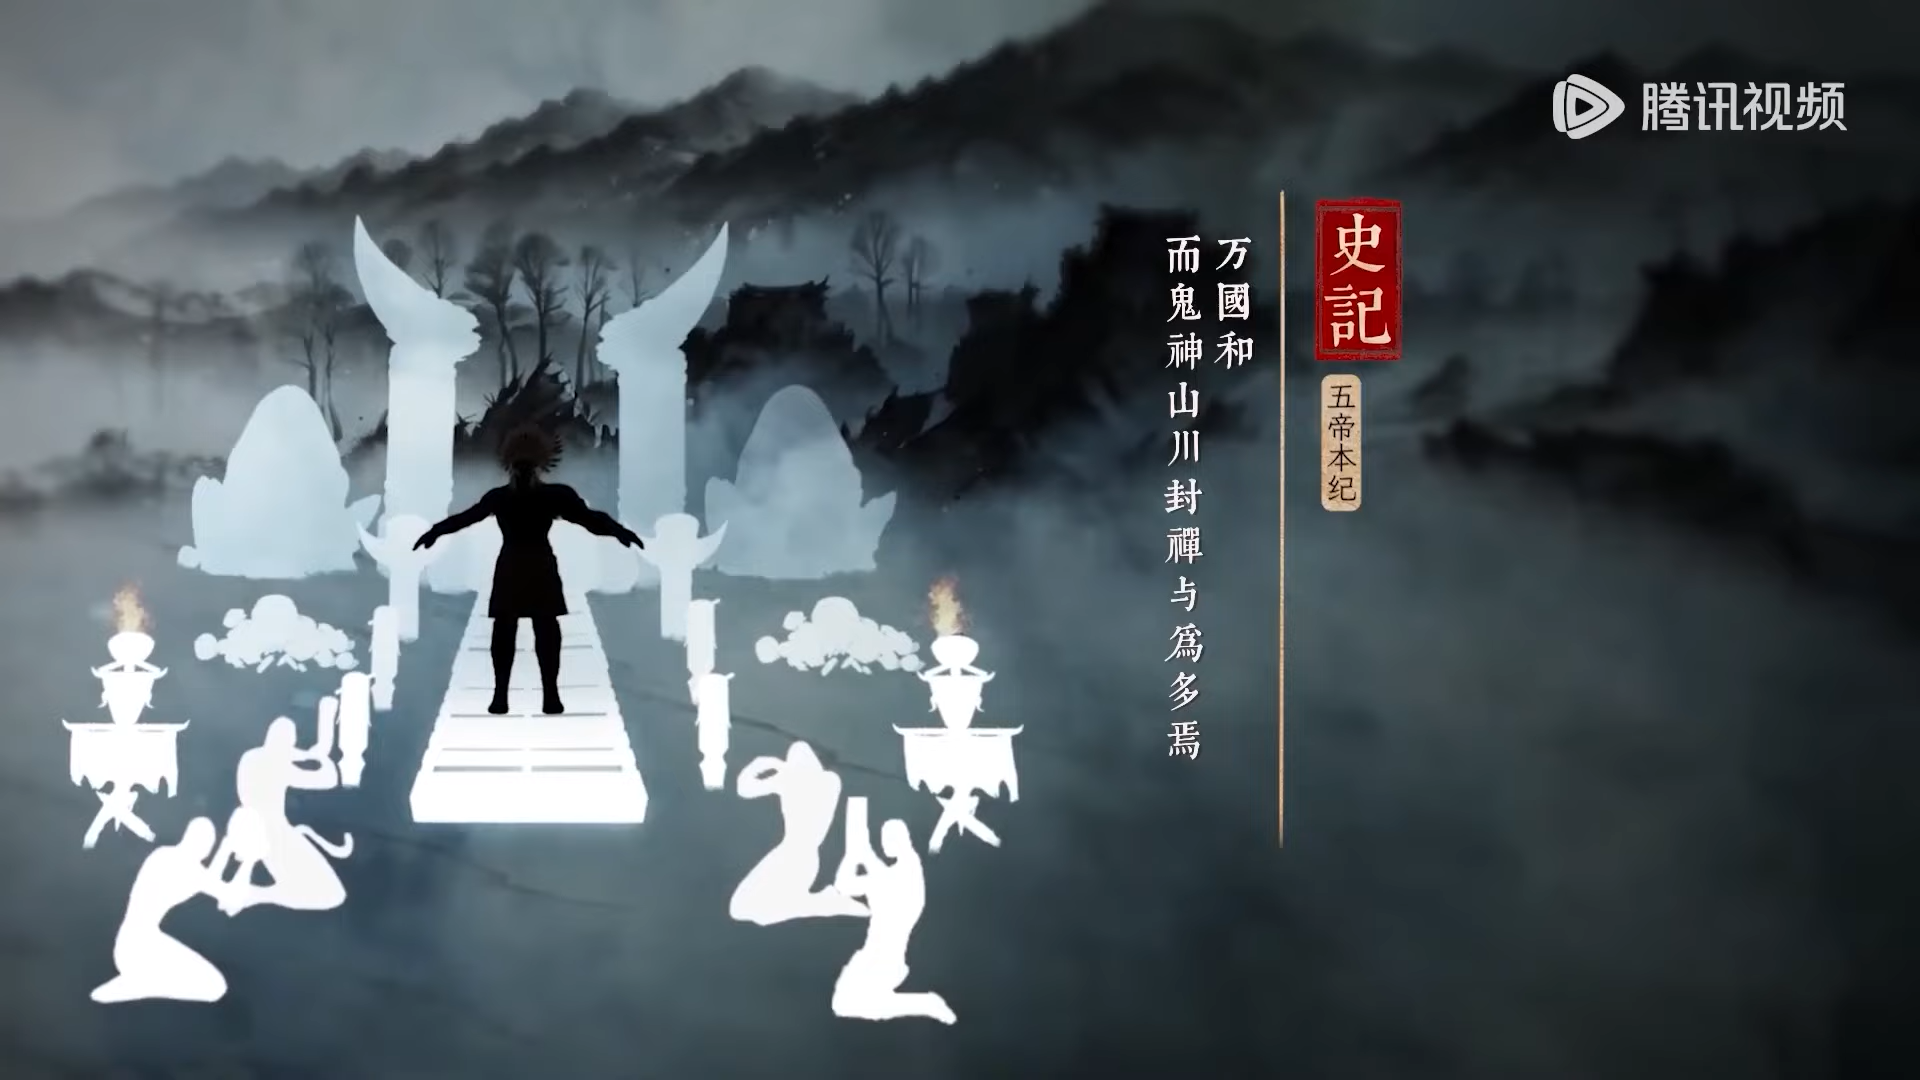 腾讯视频
史記
五帝本纪
万國和
而鬼神山川封禪与爲多焉